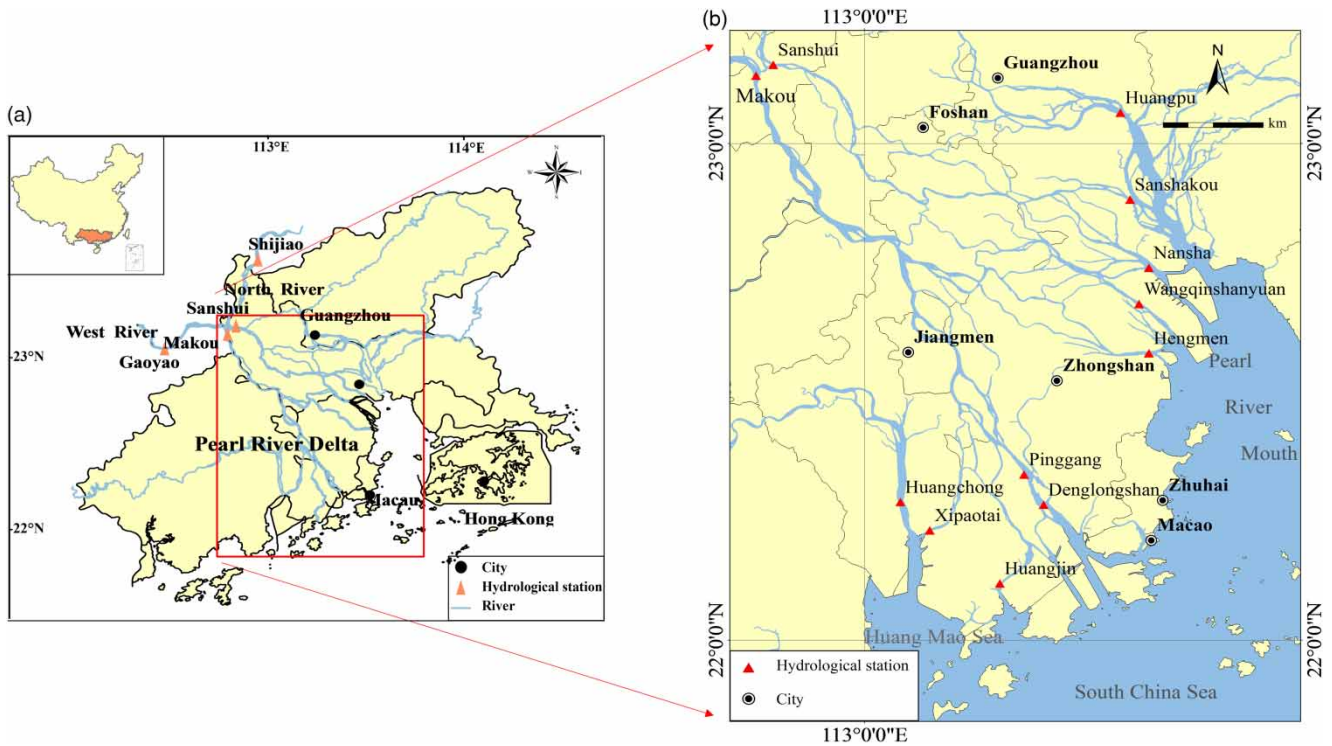 (a)
113°E
114°E
N
W
E
S
Shijiao
North River
Sanshui
Guangzhou
West River
Makou
Gaoyao
23°N
Pearl River Delta
Macau
Hong Kong
22°N
City
Hydrological station
River
(b)
113°0'0"E
Sanshui
Guangzhou
N
Makou
Huangpu
Foshan
km
23°0'0"N
23°0'0"N
Sanshakou
Nansha
Wangqinshanyuan
Jiangmen
Hengmen
Pearl
Zhongshan
River
Mouth
Pinggang
Huangchong
Denglongshan
Zhuhai
Xipaotai
Macao
Huangjin
22°0'0"N
22°0'0"N
Huang Mao Sea
Hydrological station
City
South China Sea
113°0'0"E